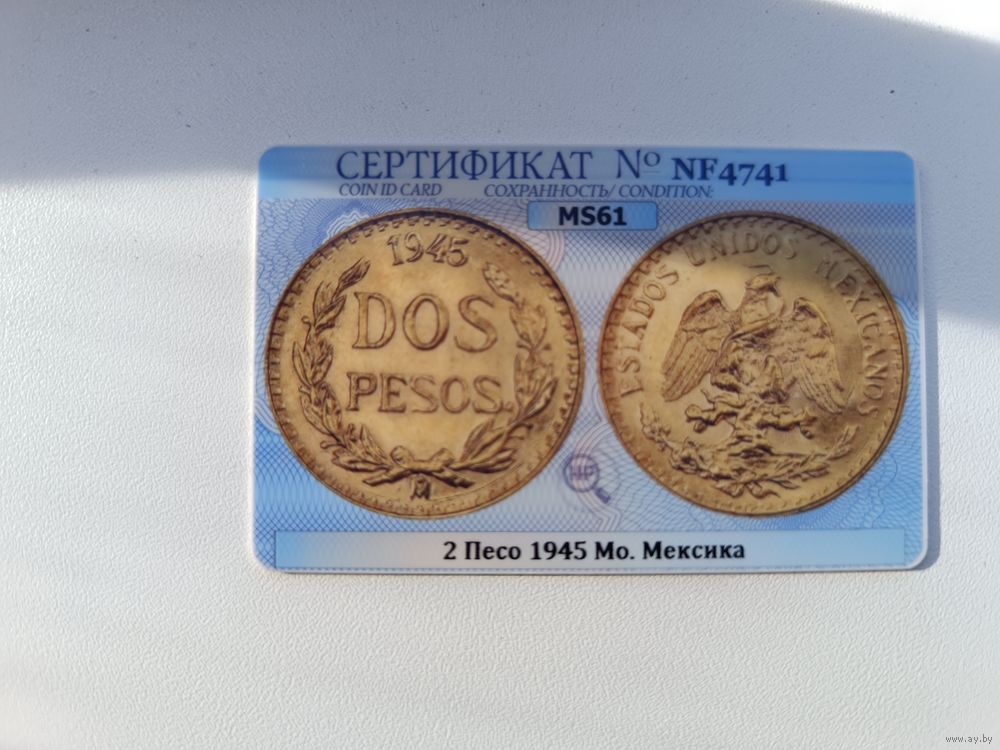 СЕРТИФИКАТ № NF4741
COIN ID CARD СОХРАННОСТЬ/ CONDITION:
MS61
1945
DOS
PESOS.
M
ESTADOS UNIDOS MEXICANOS
2 Песо 1945 Мо. Мексика
www.ay.by